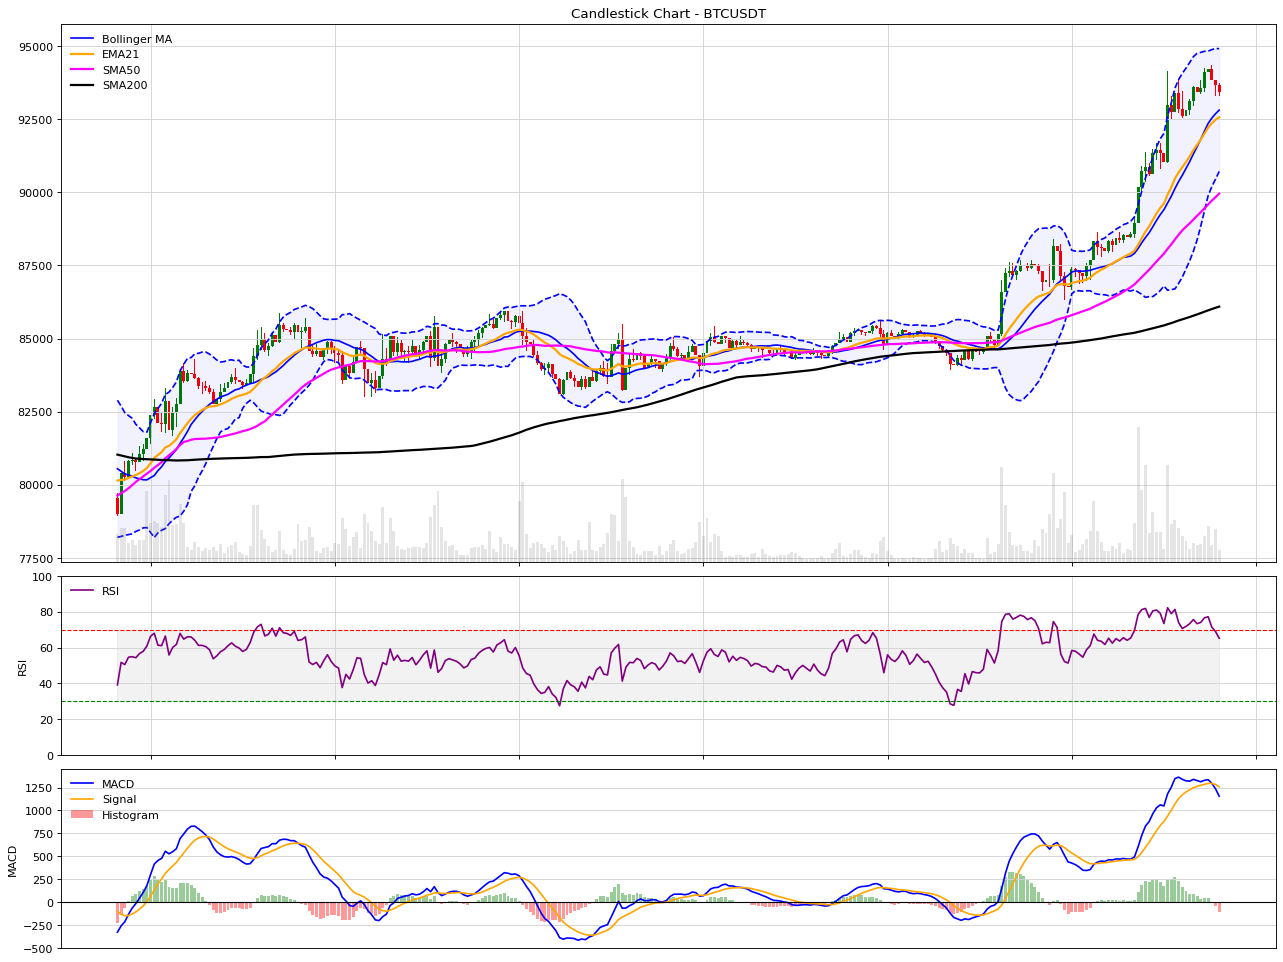 Candlestick Chart - BTCUSDT
Bollinger MA
EMA21
SMA50
SMA200
95000
92500
90000
87500
85000
82500
80000
77500
RSI
RSI
100
80
60
40
20
0
MACD
Signal
Histogram
MACD
1250
1000
750
500
250
0
−250
−500